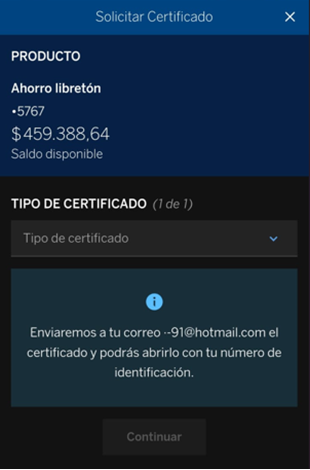 Solicitar Certificado ×
PRODUCTO
Ahorro libretón
•5767
$459.388,64
Saldo disponible
TIPO DE CERTIFICADO (1 de 1)
Tipo de certificado
i
Enviaremos a tu correo ·-91@hotmail.com el
certificado y podrás abrirlo con tu número de
identificación.
Continuar